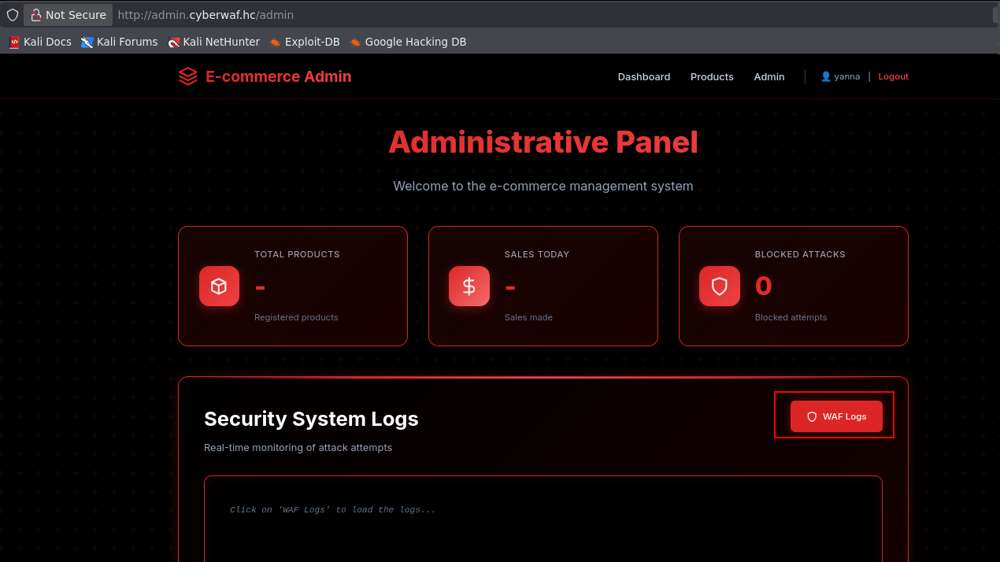 Not Secure http://admin.cyberwaf.hc/admin
Kali Docs Kali Forums Kali NetHunter Exploit-DB Google Hacking DB
E-commerce Admin Dashboard Products Admin yanna | Logout
Administrative Panel
Welcome to the e-commerce management system
TOTAL PRODUCTS
-
Registered products
SALES TODAY
-
Sales made
BLOCKED ATTACKS
0
Blocked attempts
Security System Logs
WAF Logs
Real-time monitoring of attack attempts
Click on 'WAF Logs' to load the logs...